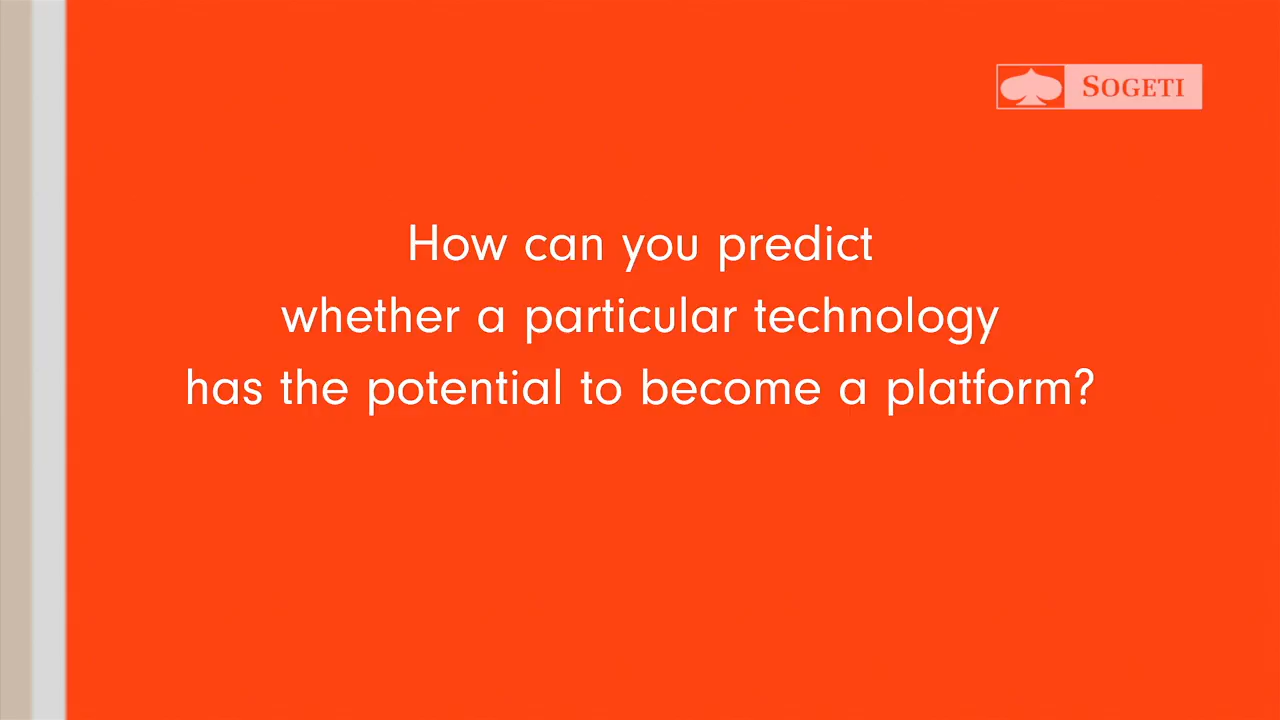 SOGETI
How can you predict
whether a particular technology
has the potential to become a platform?